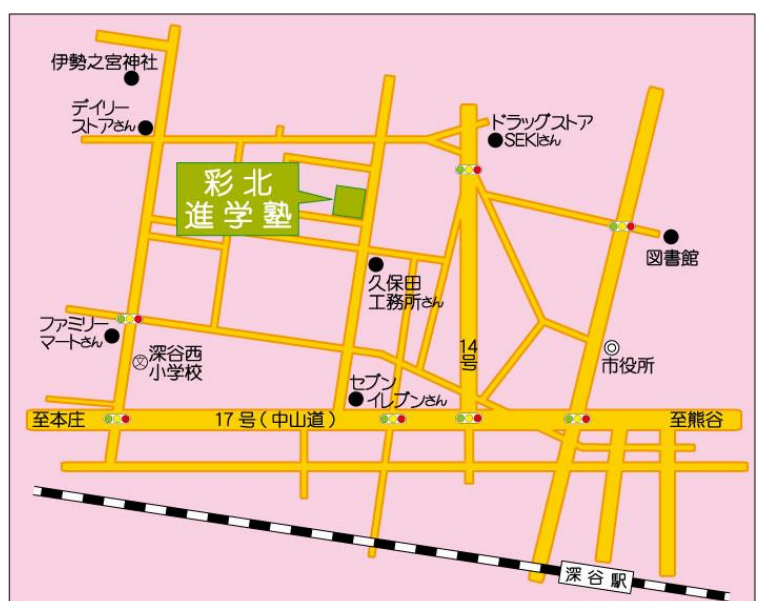 伊勢之宮神社
デイリー
ストアさん
ドラッグストア
SEKIさん
彩北
進学塾
図書館
久保田
工務所さん
ファミリー
マートさん
文
深谷西
小学校
14号
市役所
セブン
イレブンさん
至本庄
17号(中山道)
至熊谷
深谷駅